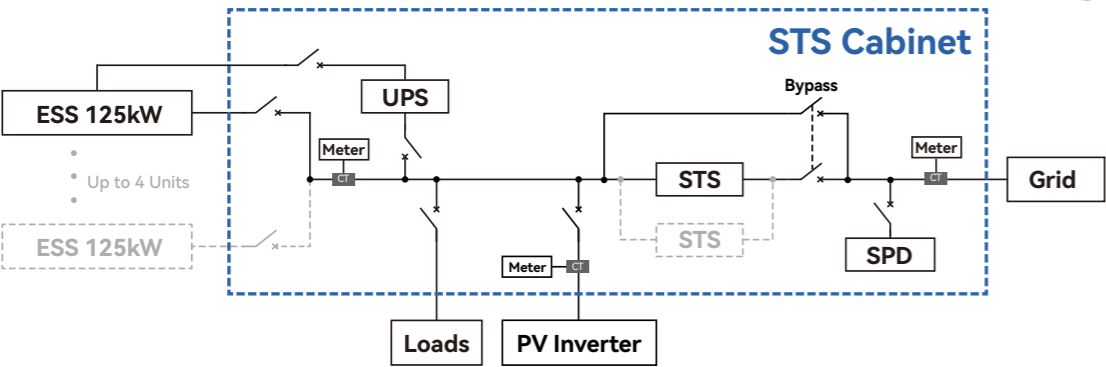 STS Cabinet
Bypass
UPS
ESS 125kW
Meter
CT
Up to 4 Units
STS
Meter
CT
Grid
ESS 125kW
STS
SPD
Meter
CT
Loads
PV Inverter